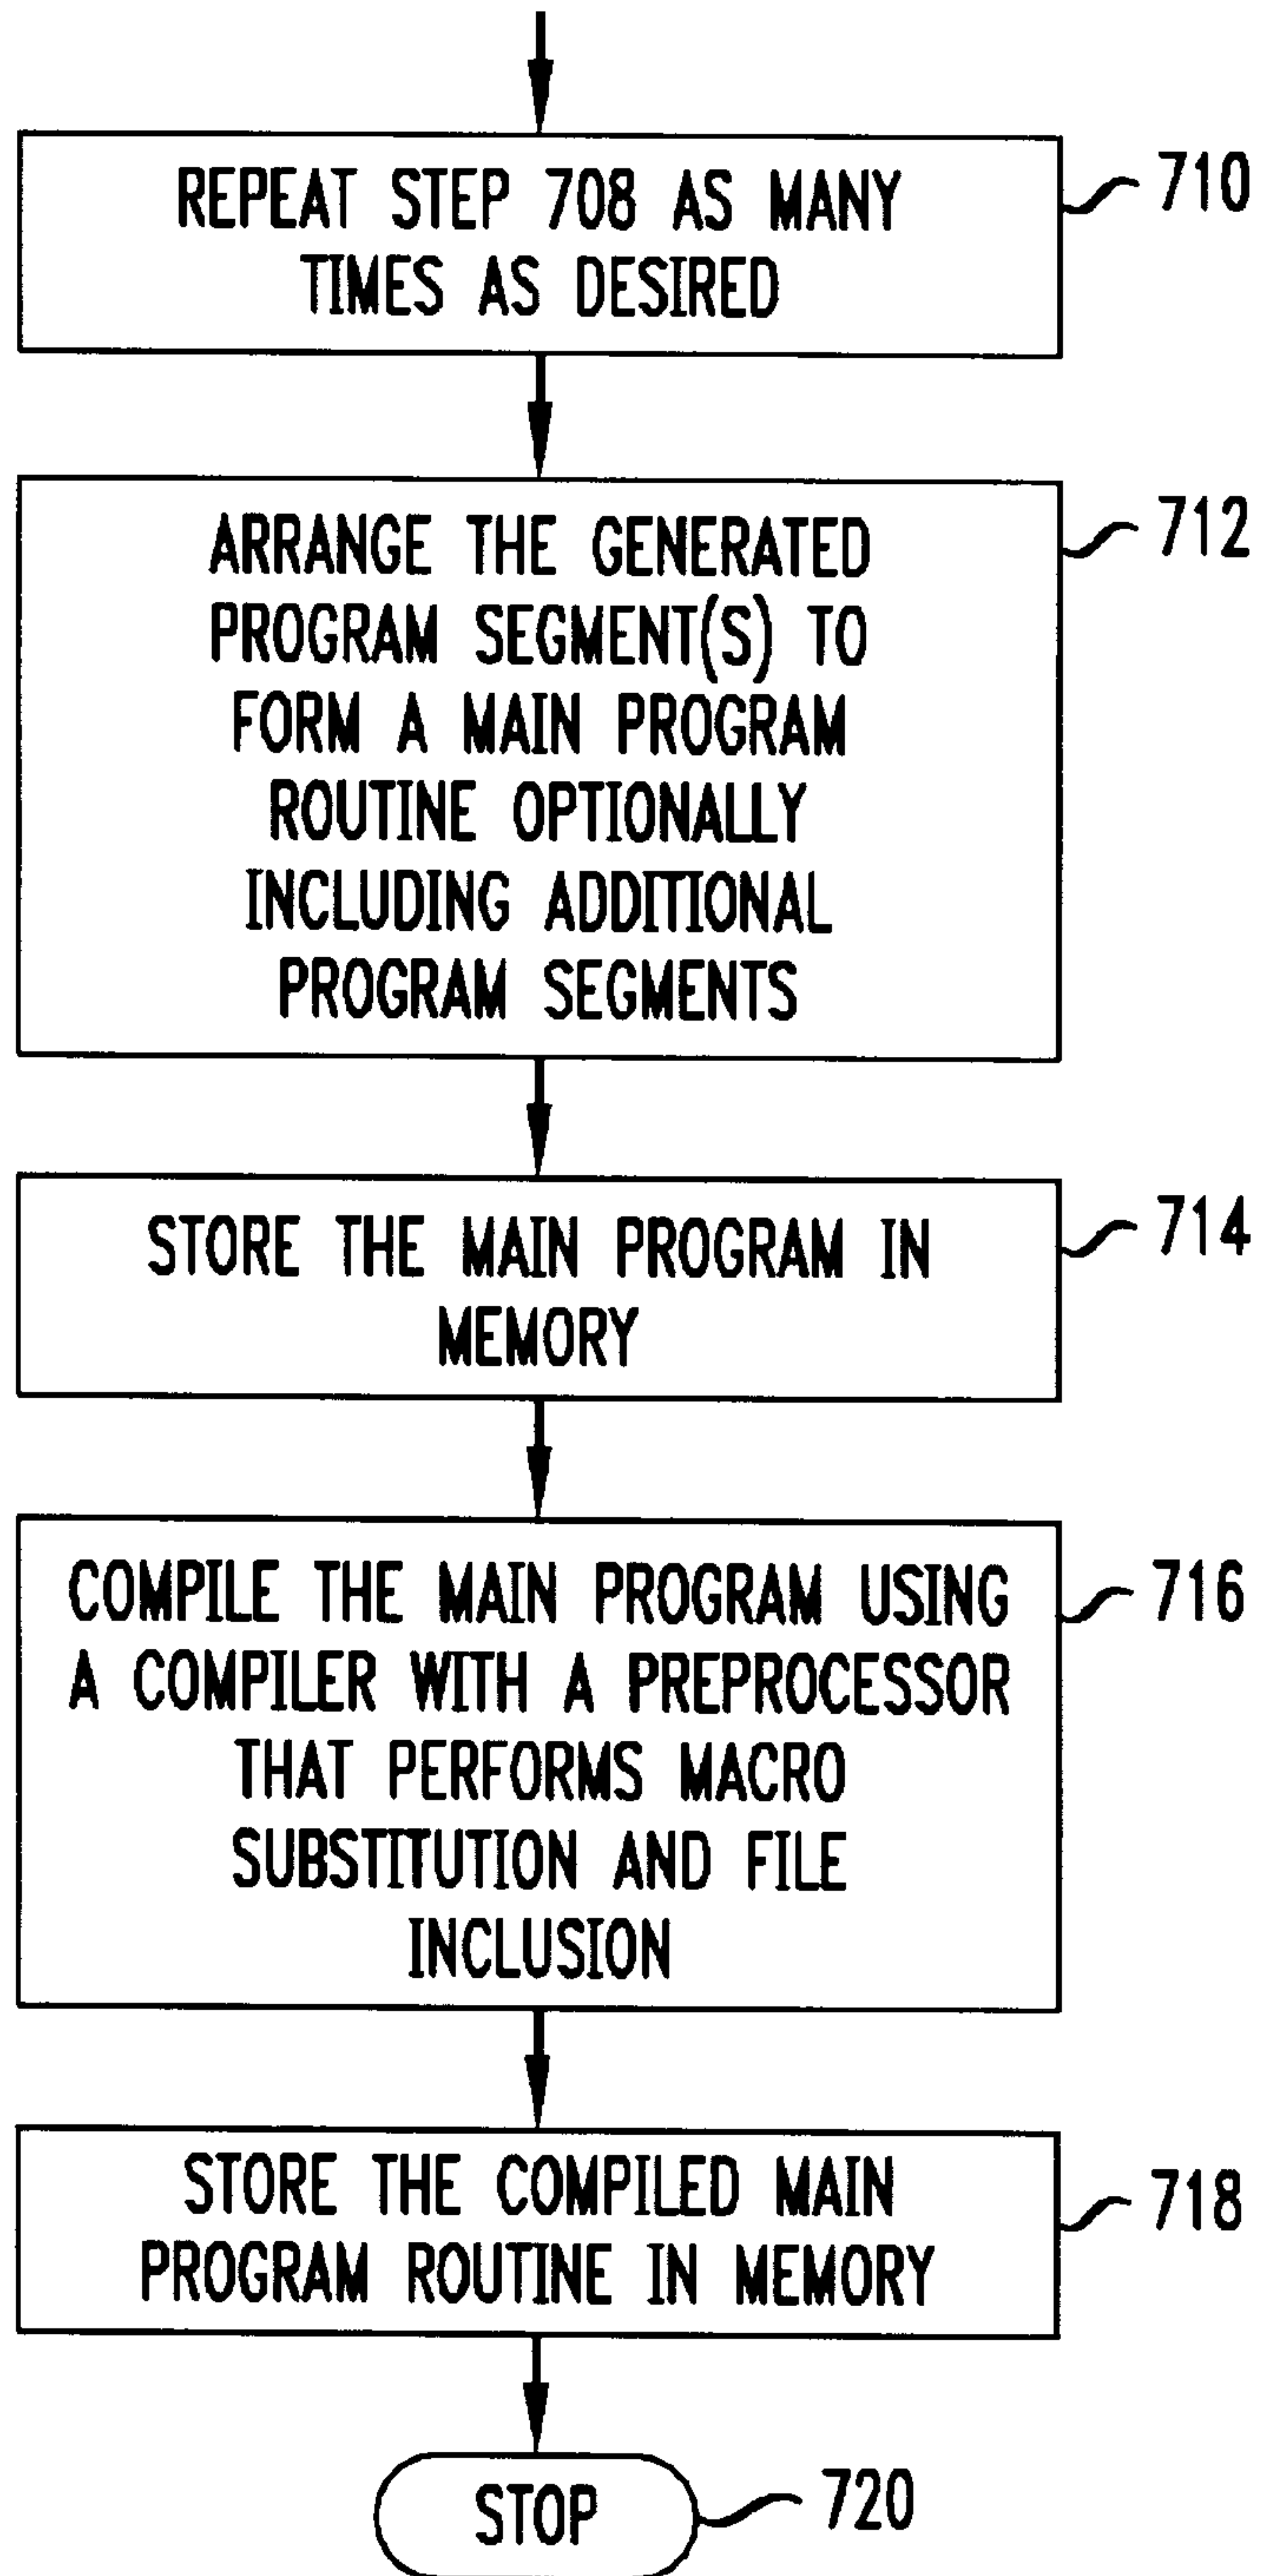 REPEAT STEP 708 AS MANY
TIMES AS DESIRED
710
ARRANGE THE GENERATED
PROGRAM SEGMENT(S) TO
FORM A MAIN PROGRAM
ROUTINE OPTIONALLY
INCLUDING ADDITIONAL
PROGRAM SEGMENTS
712
STORE THE MAIN PROGRAM IN
MEMORY
714
COMPILE THE MAIN PROGRAM USING
A COMPILER WITH A PREPROCESSOR
THAT PERFORMS MACRO
SUBSTITUTION AND FILE
INCLUSION
716
STORE THE COMPILED MAIN
PROGRAM ROUTINE IN MEMORY
718
STOP
720